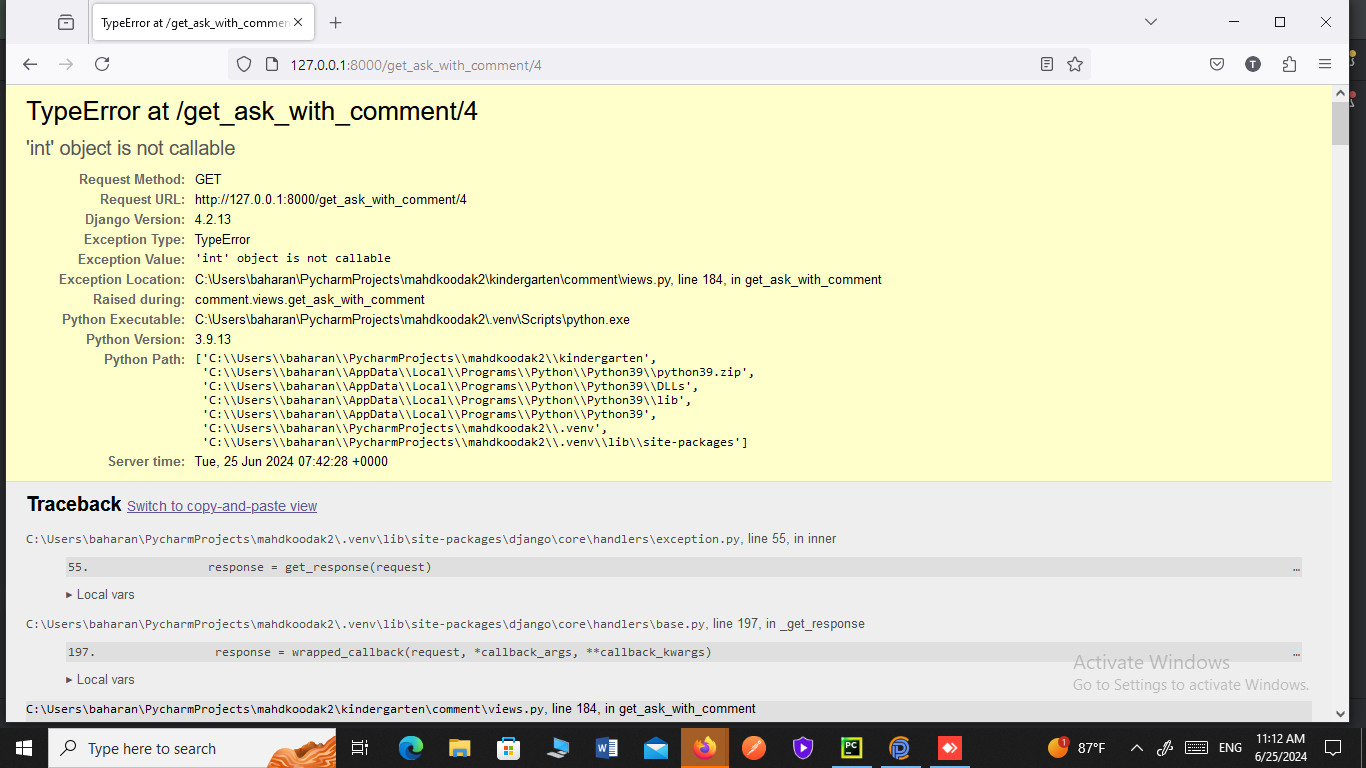 TypeError at /get_ask_with_commen
127.0.0.1:8000/get_ask_with_comment/4
T
TypeError at /get_ask_with_comment/4
'int' object is not callable
Request Method: GET
Request URL: http://127.0.0.1:8000/get_ask_with_comment/4
Django Version: 4.2.13
Exception Type: TypeError
Exception Value: 'int' object is not callable
Exception Location: C:\Users\baharan\PycharmProjects\mahdkoodak2\kindergarten\comment\views.py, line 184, in get_ask_with_comment
Raised during: comment.views.get_ask_with_comment
Python Executable: C:\Users\baharan\PycharmProjects\mahdkoodak2\.venv\Scripts\python.exe
Python Version: 3.9.13
Python Path: ['C:\\Users\\baharan\\PycharmProjects\\mahdkoodak2\\kindergarten',
'C:\\Users\\baharan\\AppData\\Local\\Programs\\Python\\Python39\\python39.zip',
'C:\\Users\\baharan\\AppData\\Local\\Programs\\Python\\Python39\\DLLs',
'C:\\Users\\baharan\\AppData\\Local\\Programs\\Python\\Python39\\lib',
'C:\\Users\\baharan\\AppData\\Local\\Programs\\Python\\Python39',
'C:\\Users\\baharan\\PycharmProjects\\mahdkoodak2\\.venv',
'C:\\Users\\baharan\\PycharmProjects\\mahdkoodak2\\.venv\\lib\\site-packages']
Server time: Tue, 25 Jun 2024 07:42:28 +0000
Traceback Switch to copy-and-paste view
C:\Users\baharan\PycharmProjects\mahdkoodak2\.venv\lib\site-packages\django\core\handlers\exception.py, line 55, in inner
55. response = get_response(request) …
▸ Local vars
C:\Users\baharan\PycharmProjects\mahdkoodak2\.venv\lib\site-packages\django\core\handlers\base.py, line 197, in _get_response
197. response = wrapped_callback(request, *callback_args, **callback_kwargs) …
▸ Local vars
Activate Windows
Go to Settings to activate Windows.
C:\Users\baharan\PycharmProjects\mahdkoodak2\kindergarten\comment\views.py, line 184, in get_ask_with_comment
Type here to search
PC
1
87°F
ENG
11:12 AM
6/25/2024